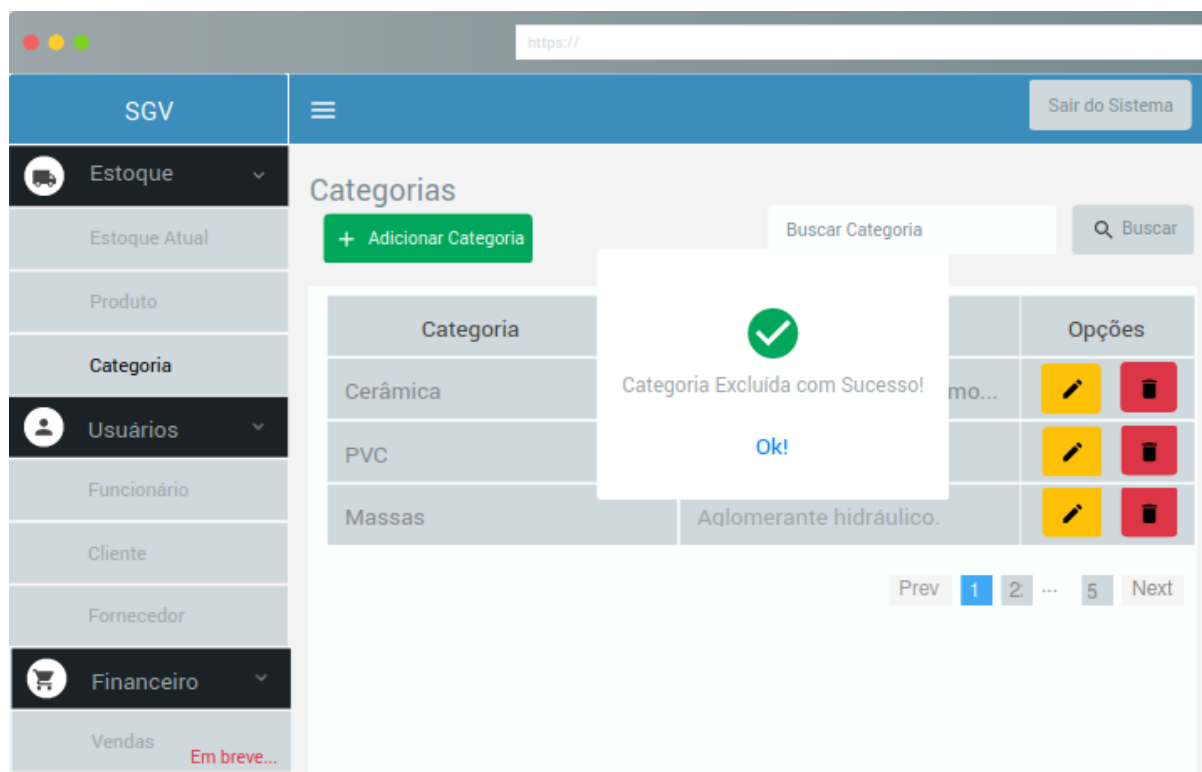 https://
SGV
Sair do Sistema
Estoque
Categorias
Estoque Atual
+ Adicionar Categoria
Buscar Categoria
Buscar
Produto
Categoria
Opções
Categoria
Cerâmica
Categoria Excluída com Sucesso!
mo...
Usuários
PVC
Ok!
Funcionário
Massas
Aglomerante hidráulico.
Cliente
Prev 1 2 ... 5 Next
Fornecedor
Financeiro
Vendas
Em breve...